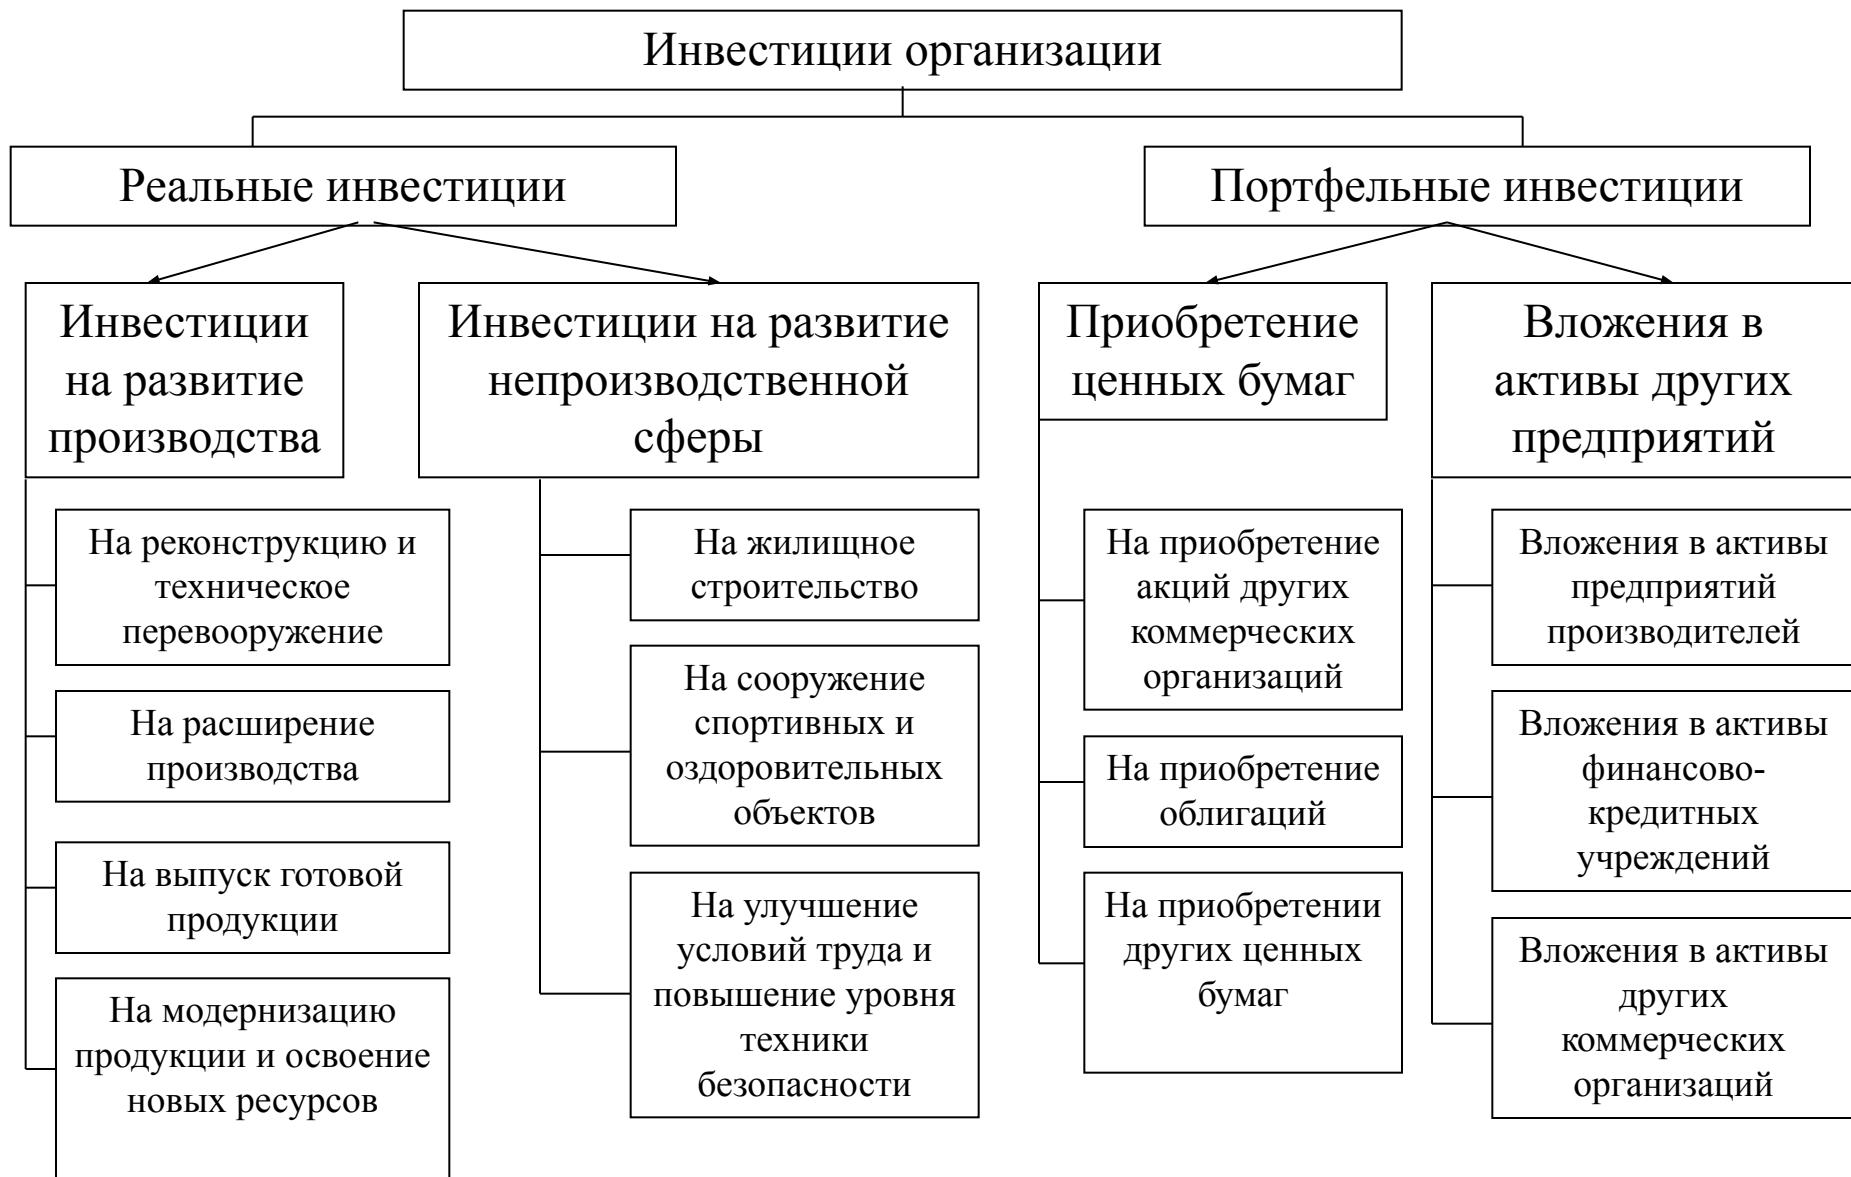 Инвестиции организации
Реальные инвестиции
Портфельные инвестиции
Инвестиции
на развитие
производства
Инвестиции на развитие
непроизводственной
сферы
Приобретение
ценных бумаг
Вложения в
активы других
предприятий
На реконструкцию и
техническое
перевооружение
На расширение
производства
На выпуск готовой
продукции
На модернизацию
продукции и освоение
новых ресурсов
На жилищное
строительство
На сооружение
спортивных и
оздоровительных
объектов
На улучшение
условий труда и
повышение уровня
техники
безопасности
На приобретение
акций других
коммерческих
организаций
На приобретение
облигаций
На приобретении
других ценных
бумаг
Вложения в активы
предприятий
производителей
Вложения в активы
финансово-
кредитных
учреждений
Вложения в активы
других
коммерческих
организаций